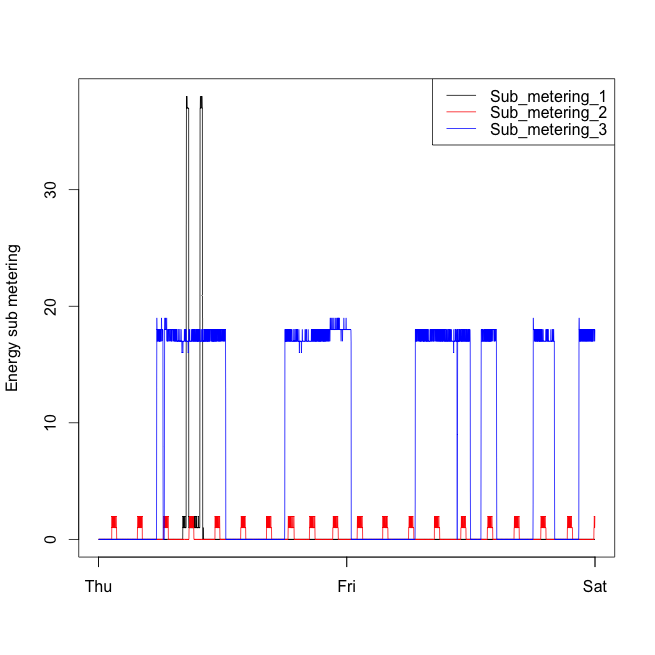 Sub_metering_1
Sub_metering_2
Sub_metering_3
Energy sub metering
30
20
10
0
Thu
Fri
Sat